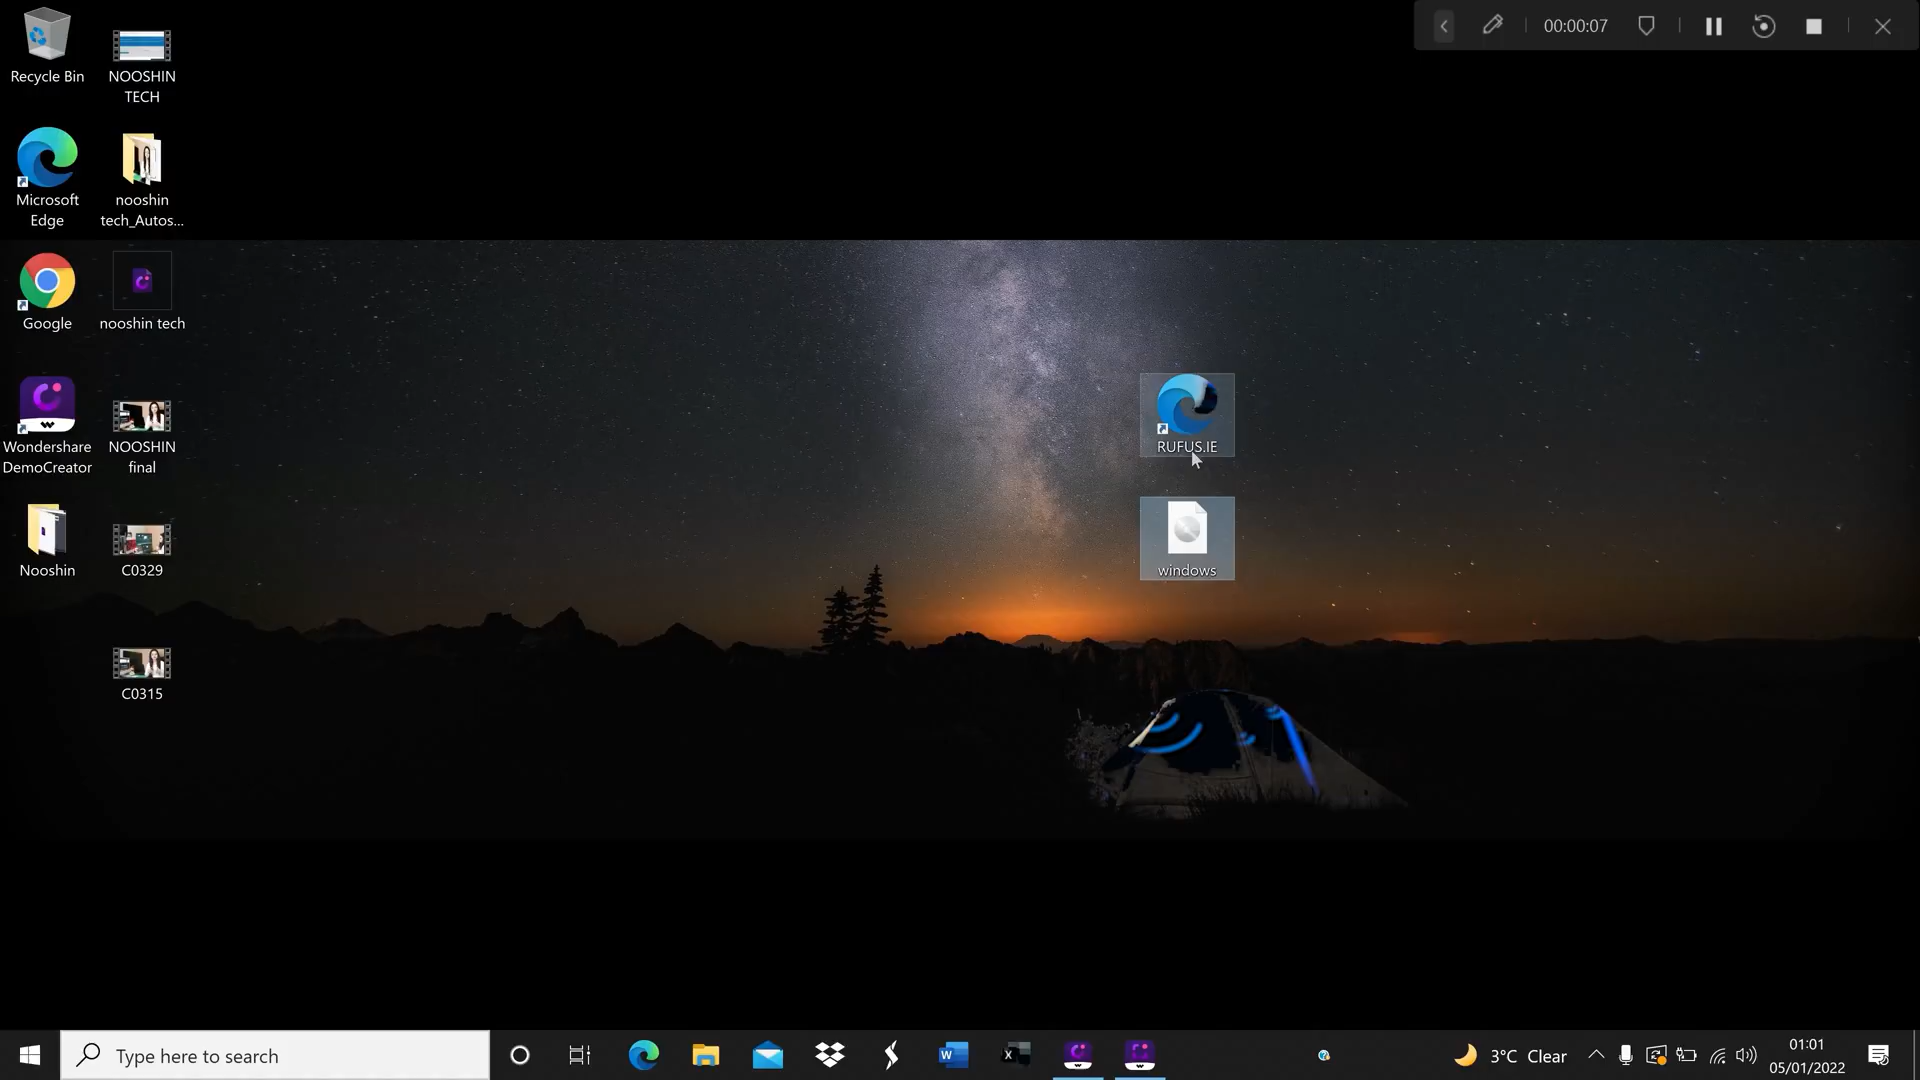 00:00:07
Recycle Bin
NOOSHIN
TECH
Microsoft
Edge
nooshin
tech_Autos...
Google
nooshin tech
Wondershare
DemoCreator
NOOSHIN
final
RUFUS.IE
Nooshin
C0329
windows
C0315
Type here to search
3°C Clear
01:01
05/01/2022